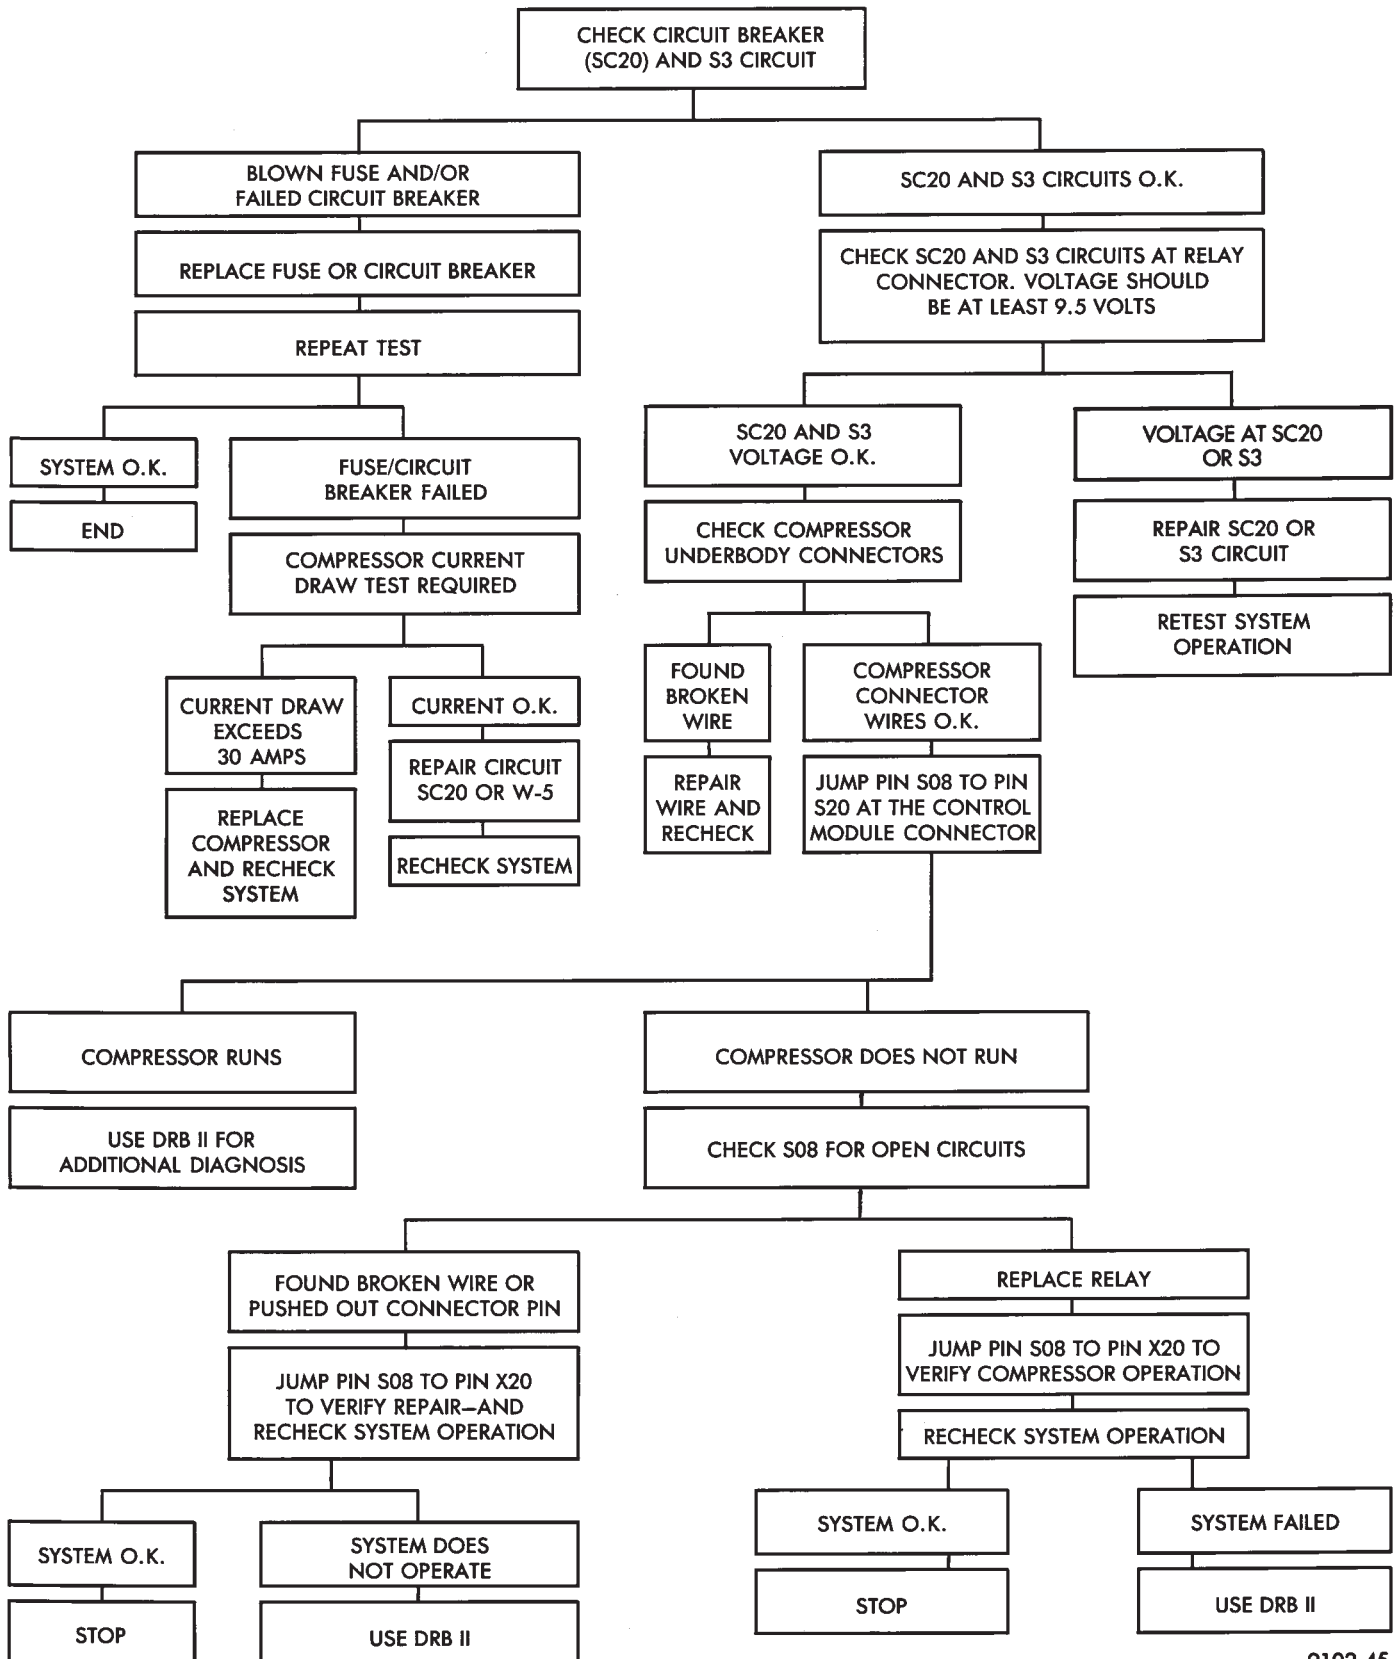 CHECK CIRCUIT BREAKER
(SC20) AND S3 CIRCUIT
BLOWN FUSE AND/OR
FAILED CIRCUIT BREAKER
REPLACE FUSE OR CIRCUIT BREAKER
REPEAT TEST
SYSTEM O.K.
END
FUSE/CIRCUIT
BREAKER FAILED
COMPRESSOR CURRENT
DRAW TEST REQUIRED
CURRENT DRAW
EXCEEDS
30 AMPS
REPLACE
COMPRESSOR
AND RECHECK
SYSTEM
CURRENT O.K.
REPAIR CIRCUIT
SC20 OR W-5
RECHECK SYSTEM
SC20 AND S3 CIRCUITS O.K.
CHECK SC20 AND S3 CIRCUITS AT RELAY
CONNECTOR. VOLTAGE SHOULD
BE AT LEAST 9.5 VOLTS
SC20 AND S3
VOLTAGE O.K.
CHECK COMPRESSOR
UNDERBODY CONNECTORS
FOUND
BROKEN
WIRE
REPAIR
WIRE AND
RECHECK
COMPRESSOR
CONNECTOR
WIRES O.K.
JUMP PIN S08 TO PIN
S20 AT THE CONTROL
MODULE CONNECTOR
VOLTAGE AT SC20
OR S3
REPAIR SC20 OR
S3 CIRCUIT
RETEST SYSTEM
OPERATION
COMPRESSOR RUNS
USE DRB II FOR
ADDITIONAL DIAGNOSIS
COMPRESSOR DOES NOT RUN
CHECK S08 FOR OPEN CIRCUITS
FOUND BROKEN WIRE OR
PUSHED OUT CONNECTOR PIN
JUMP PIN S08 TO PIN X20
TO VERIFY REPAIR—AND
RECHECK SYSTEM OPERATION
SYSTEM O.K.
STOP
SYSTEM DOES
NOT OPERATE
USE DRB II
REPLACE RELAY
JUMP PIN S08 TO PIN X20 TO
VERIFY COMPRESSOR OPERATION
RECHECK SYSTEM OPERATION
SYSTEM O.K.
STOP
SYSTEM FAILED
USE DRB II